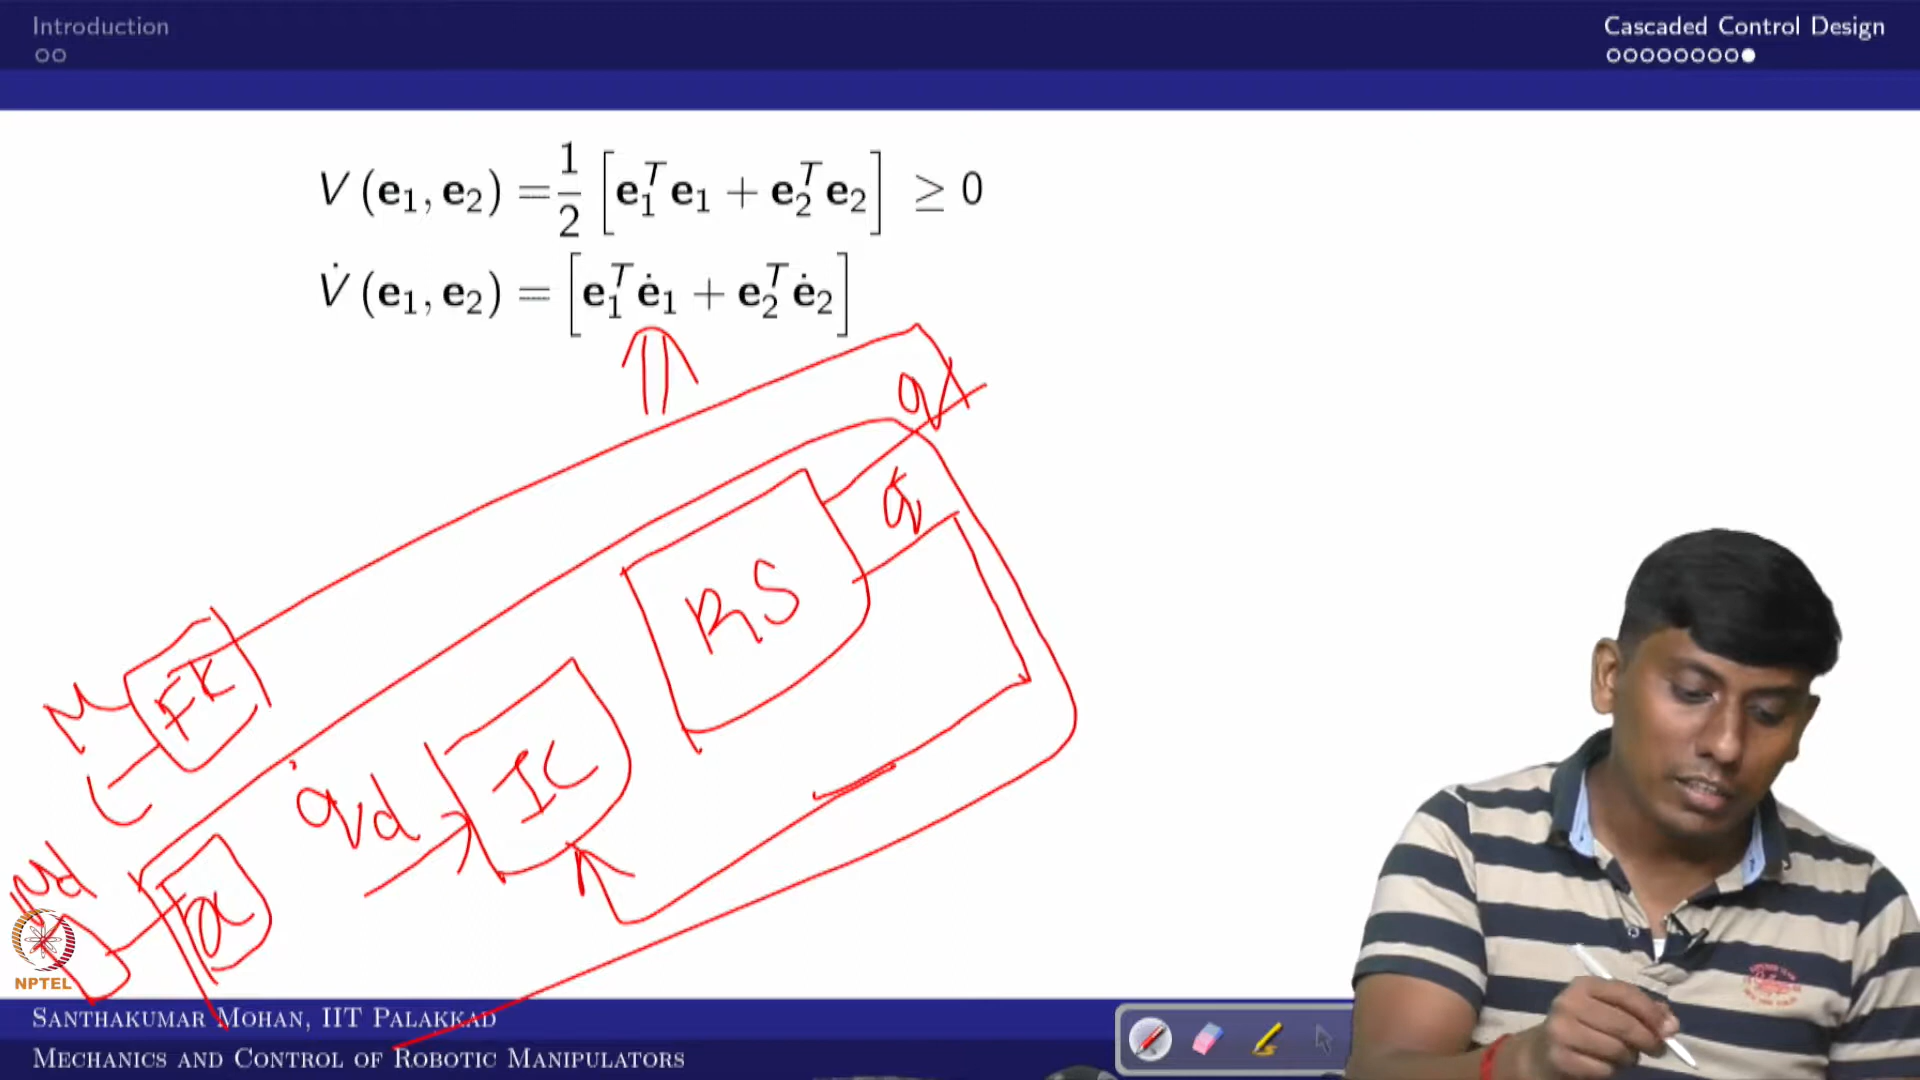 Introduction
Cascaded Control Design
V (e₁, e₂) = 1/2 [e₁ᵀe₁ + e₂ᵀe₂] ≥ 0
V̇ (e₁, e₂) = [e₁ᵀė₁ + e₂ᵀė₂]
q
q
RS
FK
μ
IC
q̇d
μd
α
NPTEL
SANTHAKUMAR MOHAN, IIT PALAKKAD
MECHANICS AND CONTROL OF ROBOTIC MANIPULATORS